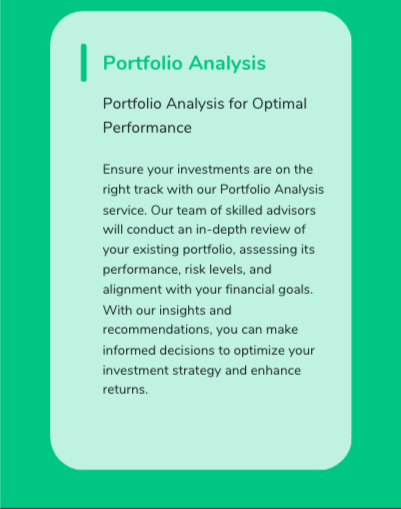 Portfolio Analysis
Portfolio Analysis for Optimal
Performance
Ensure your investments are on the
right track with our Portfolio Analysis
service. Our team of skilled advisors
will conduct an in-depth review of
your existing portfolio, assessing its
performance, risk levels, and
alignment with your financial goals.
With our insights and
recommendations, you can make
informed decisions to optimize your
investment strategy and enhance
returns.